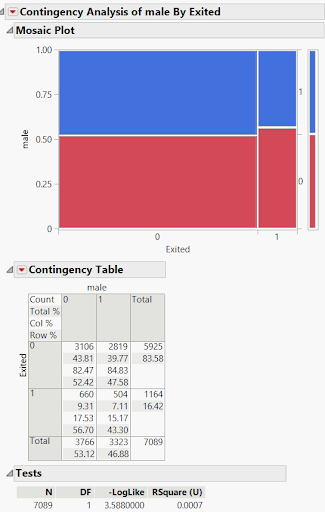 Contingency Analysis of male By Exited
Mosaic Plot
1.00
0.75
0.50
0.25
0
male
1
0
0 1
Exited
Contingency Table
male
Count 0 1 Total
Total %
Col %
Row %
Exited
0 3106 2819 5925
43.81 39.77 83.58
82.47 84.83
52.42 47.58
1 660 504 1164
9.31 7.11 16.42
17.53 15.17
56.70 43.30
Total 3766 3323 7089
53.12 46.88
Tests
N DF -LogLike RSquare (U)
7089 1 3.5880000 0.0007